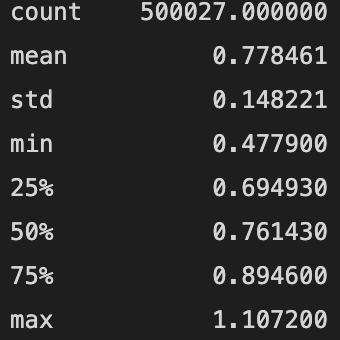 count 500027.000000
mean 0.778461
std 0.148221
min 0.477900
25% 0.694930
50% 0.761430
75% 0.894600
max 1.107200